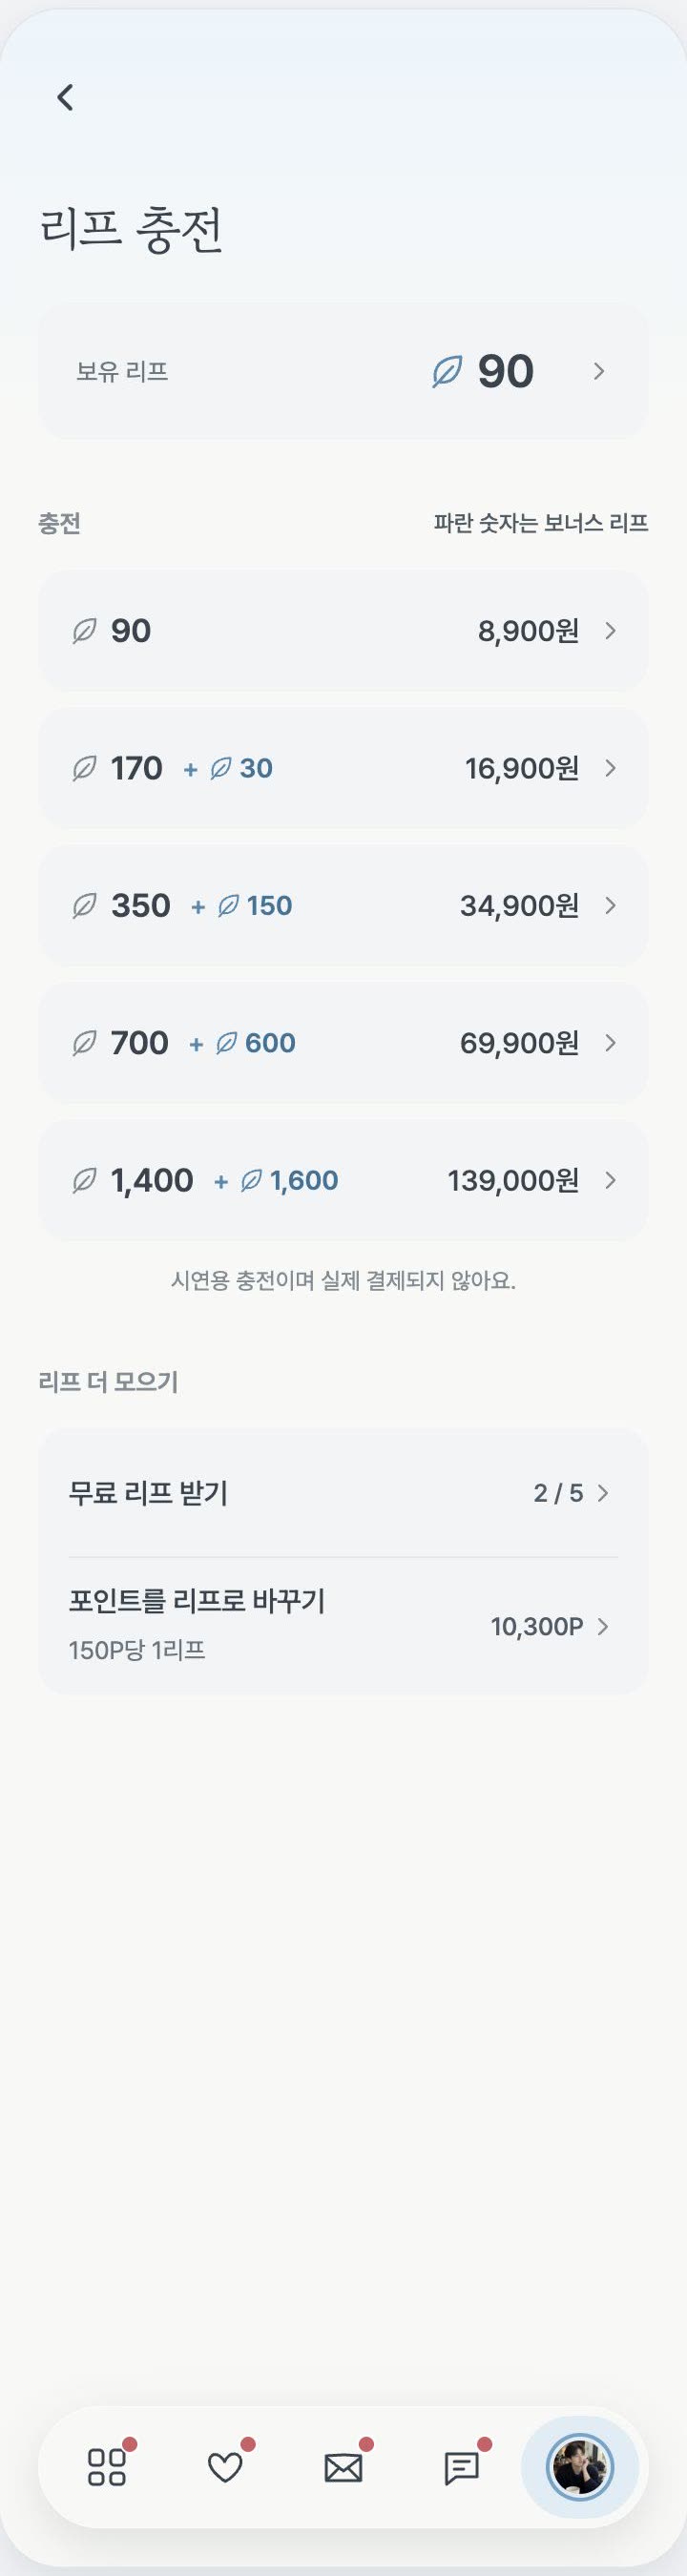 리프 충전
보유 리프 90
충전 파란 숫자는 보너스 리프
90 8,900원
170 + 30 16,900원
350 + 150 34,900원
700 + 600 69,900원
1,400 + 1,600 139,000원
시연용 충전이며 실제 결제되지 않아요.
리프 더 모으기
무료 리프 받기 2 / 5
포인트를 리프로 바꾸기 10,300P
150P당 1리프